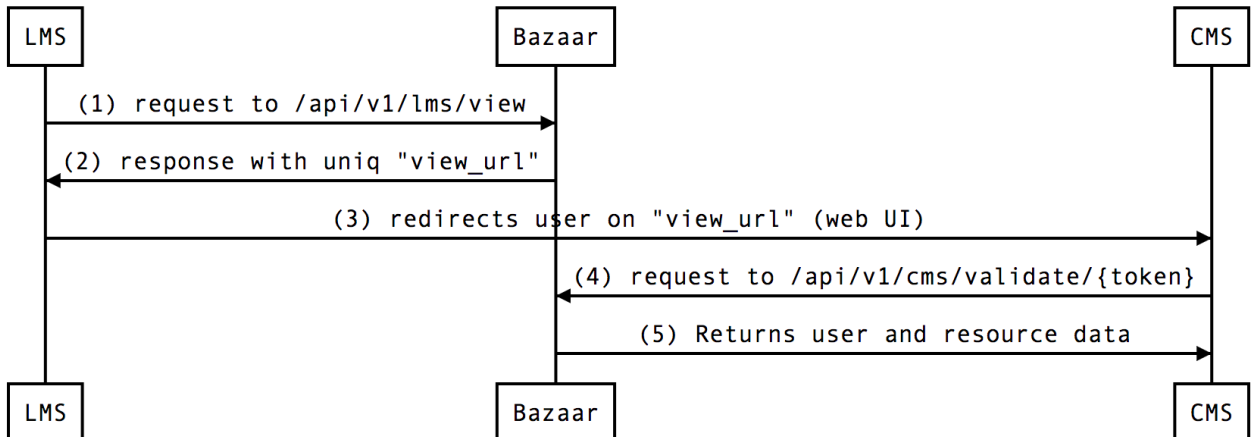 LMS
Bazaar
CMS
(1) request to /api/v1/lms/view
(2) response with uniq "view_url"
(3) redirects user on "view_url" (web UI)
(4) request to /api/v1/cms/validate/{token}
(5) Returns user and resource data
LMS
Bazaar
CMS